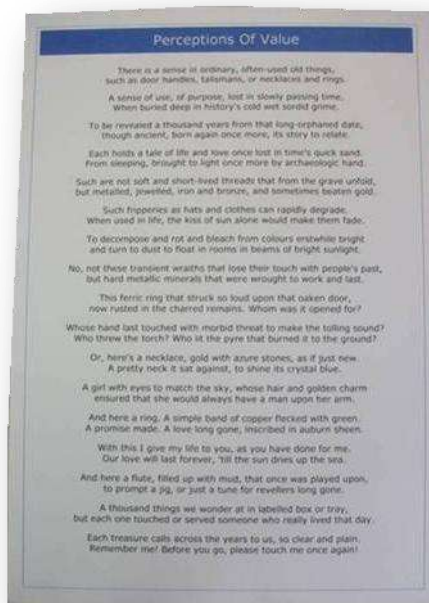 Perceptions Of Value
There is a sense in ordinary, often-used old things,
such as door handles, talismans, or necklaces and rings.
A sense of use, of purpose, lost in slowly passing time.
When buried deep in history's cold wet sordid grime.
To be revealed a thousand years from that long-orphaned date,
though ancient, born again once more, its story to relate.
Each holds a tale of life and love once lost in time's quick sand.
From sleeping, brought to light once more by archaeologic hand.
Such are not soft and short-lived threads that from the grave unfold,
but metalled, jewelled, iron and bronze, and sometimes beaten gold.
Such fripperies as hats and clothes can rapidly degrade.
When used in life, the kiss of sun alone would make them fade.
To decompose and rot and bleach from colours erstwhile bright
and turn to dust to float in rooms in beams of bright sunlight.
No, not these transient wraiths that lose their touch with people's past,
but hard metallic minerals that were wrought to work and last.
This ferric ring that struck so loud upon that oaken door,
now rusted in the charred remains. Whom was it opened for?
Whose hand last touched with morbid threat to make the tolling sound?
Who threw the torch? Who lit the pyre that burned it to the ground?
Or, here's a necklace, gold with azure stones, as if just new.
A pretty neck it sat against, to shine its crystal blue.
A girl with eyes to match the sky, whose hair and golden charm
ensured that she would always have a man upon her arm.
And here a ring. A simple band of copper flecked with green.
A promise made. A love long gone, inscribed in auburn sheen.
With this I give my life to you, as you have done for me.
Our love will last forever, 'till the sun dries up the sea.
And here a flute, filled up with mud, that once was played upon,
to prompt a jig, or just a tune for revellers long gone.
A thousand things we wonder at in labelled box or tray,
but each one touched or served someone who really lived that day.
Each treasure calls across the years to us, so clear and plain.
Remember me! Before you go, please touch me once again!